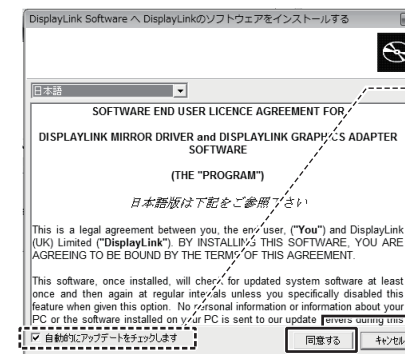 DisplayLink Software へ DisplayLinkのソフトウェアをインストールする
日本語
SOFTWARE END USER LICENCE AGREEMENT FOR
DISPLAYLINK MIRROR DRIVER and DISPLAYLINK GRAPHICS ADAPTER
SOFTWARE
(THE "PROGRAM")
日本語版は下記をご参照下さい
This is a legal agreement between you, the end user, ("You") and DisplayLink
(UK) Limited ("DisplayLink"). BY INSTALLING THIS SOFTWARE, YOU ARE
AGREEING TO BE BOUND BY THE TERMS OF THIS AGREEMENT.
This software, once installed, will check for updated system software at least
once and then again at regular intervals unless you specifically disabled this
feature when given this option. No personal information or information about your
PC or the software installed on your PC is sent to our update servers during this
自動的にアップデートをチェックします
同意する
キャンセル